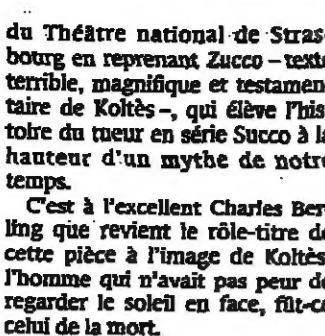 du Théâtre national de Stras-
bourg en reprenant Zucco – texte
terrible, magnifique et testamen
taire de Koltès –, qui élève l'his
toire du tueur en série Succo à la
hauteur d'un mythe de notre
temps.
C'est à l'excellent Charles Ber
ling que revient le rôle-titre de
cette pièce à l'image de Koltès
l'homme qui n'avait pas peur de
regarder le soleil en face, fût-ce
celui de la mort.